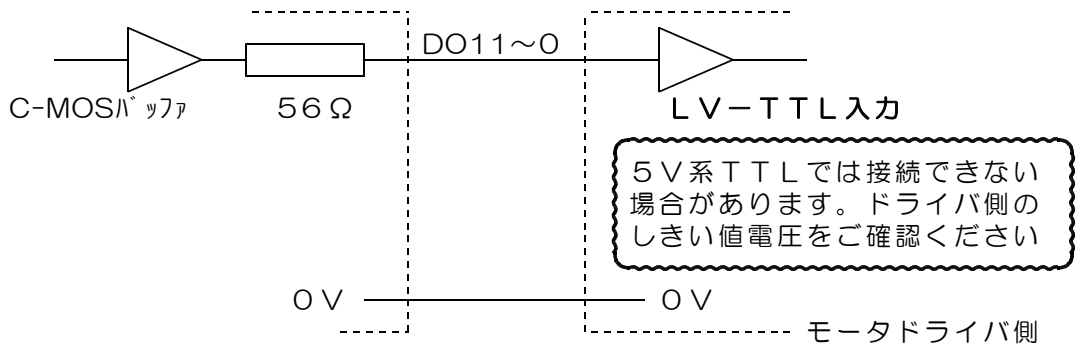 DO11~0
C-MOSバッファ
56Ω
LV-TTL入力
5V系TTLでは接続できない
場合があります。ドライバ側の
しきい値電圧をご確認ください
0V
0V
モータドライバ側